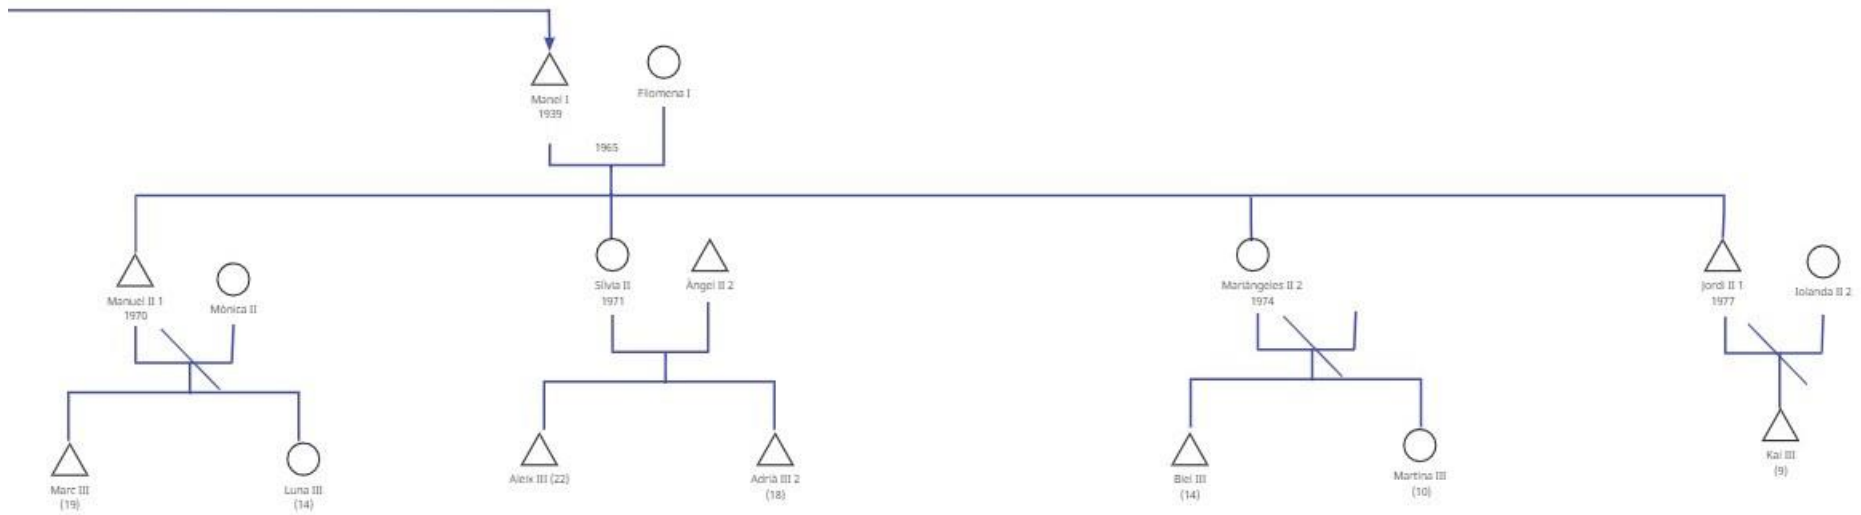 Manel I
1939
Filomena I
1965
Manuel II 1
1970
Mònica II
Sílvia II
1971
Àngel II 2
Mariàngeles II 2
1974
Jordi II 1
1977
Iolanda II 2
Marc III
(19)
Luna III
(14)
Aleix III (22)
Adrià III 2
(18)
Biel III
(14)
Martina III
(10)
Kai III
(9)